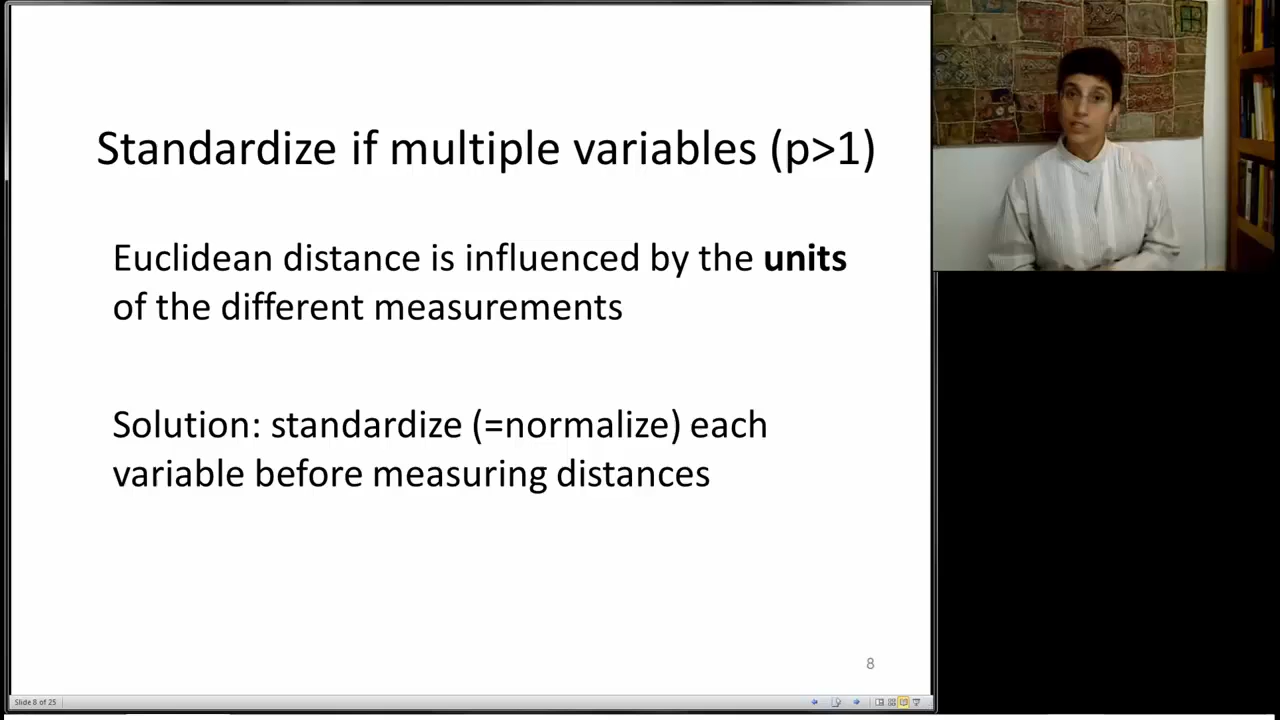 Standardize if multiple variables (p>1)
Euclidean distance is influenced by the units
of the different measurements
Solution: standardize (=normalize) each
variable before measuring distances
8
Slide 8 of 25